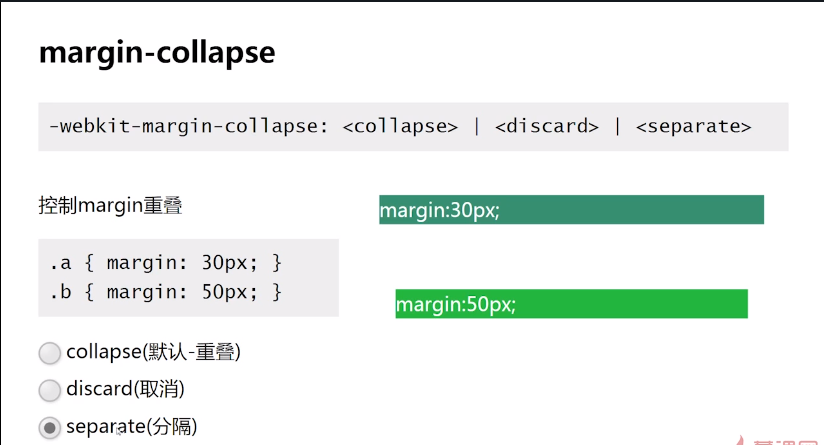 margin-collapse
-webkit-margin-collapse: <collapse> | <discard> | <separate>
控制margin重叠
margin:30px;
.a { margin: 30px; }
.b { margin: 50px; }
margin:50px;
collapse(默认-重叠)
discard(取消)
separate(分隔)